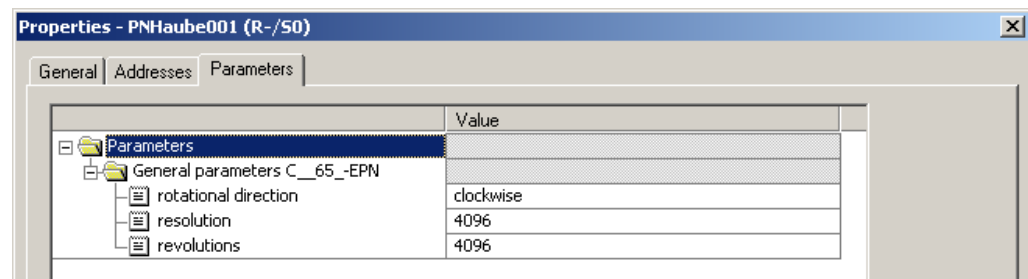 Properties - PNHaube001 (R-/S0)
General Addresses Parameters
Value
Parameters
General parameters C__65_-EPN
rotational direction clockwise
resolution 4096
revolutions 4096